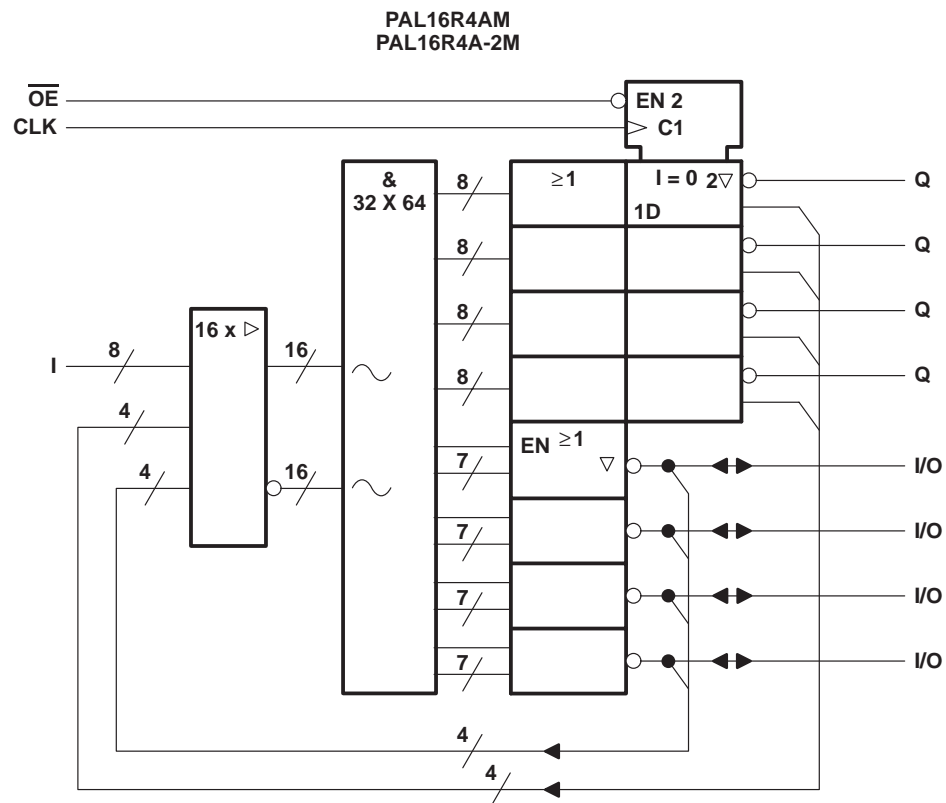 PAL16R4AM
PAL16R4A-2M
OE
EN 2
CLK
C1
&
32 X 64
8
≥1
I = 0 2▽
Q
1D
8
Q
8
Q
16 x ▷
I
8
16
8
Q
4
EN ≥1
▽
7
I/O
4
16
7
I/O
7
I/O
7
I/O
4
4